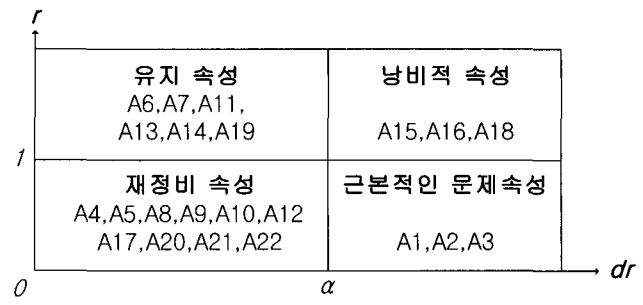 r
유지 속성
A6,A7,A11,
A13,A14,A19
낭비적 속성
A15,A16,A18
1
재정비 속성
A4,A5,A8,A9,A10,A12
A17,A20,A21,A22
근본적인 문제속성
A1,A2,A3
0
α
dr